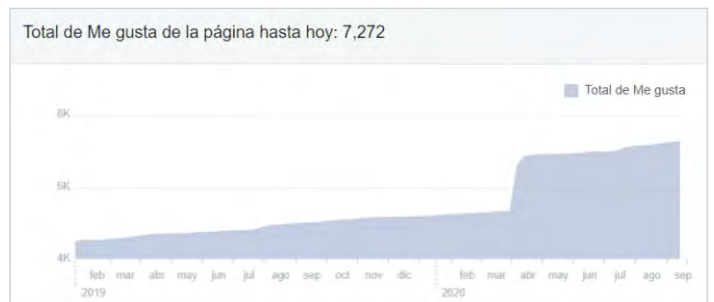 Total de Me gusta de la página hasta hoy: 7,272
Total de Me gusta
8K
6K
4K
feb mar abr may jun jul ago sep oct nov dic feb mar abr may jun jul ago sep
2019 2020